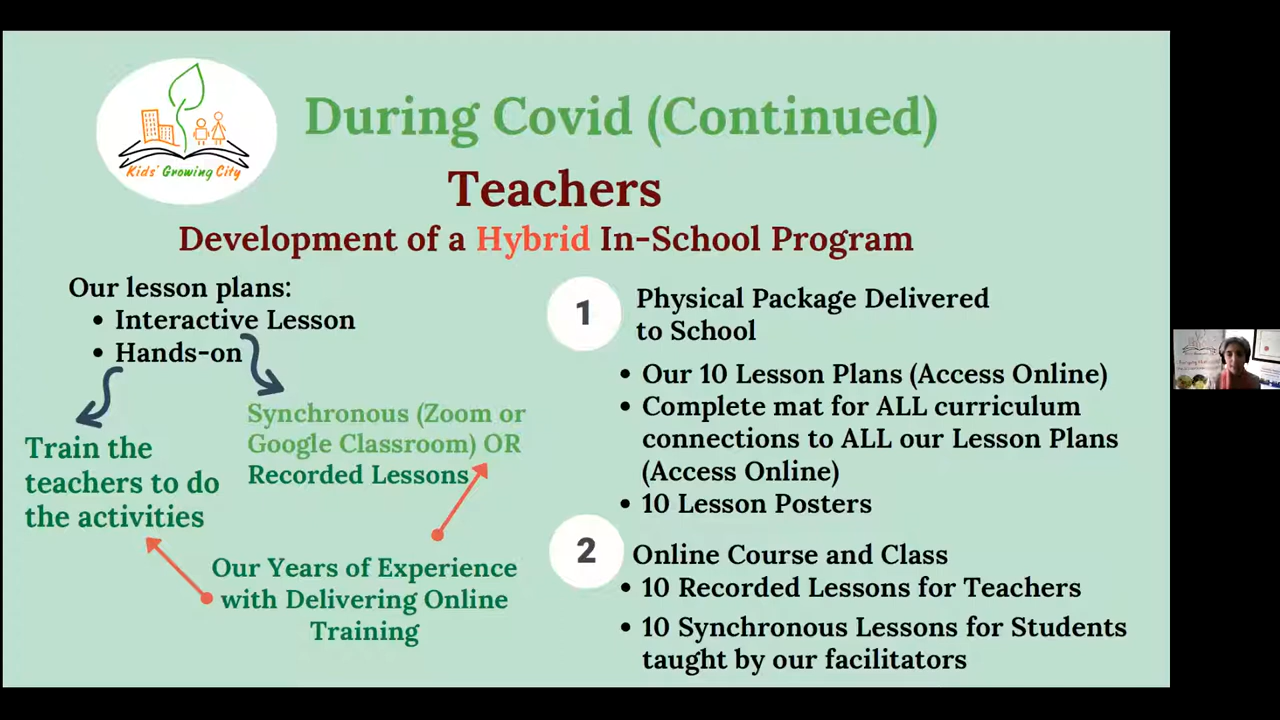 Kids' Growing City
During Covid (Continued)
Teachers
Development of a Hybrid In-School Program
Our lesson plans:
• Interactive Lesson
• Hands-on
Synchronous (Zoom or
Google Classroom) OR
Recorded Lessons
Train the
teachers to do
the activities
Our Years of Experience
with Delivering Online
Training
1
Physical Package Delivered
to School
• Our 10 Lesson Plans (Access Online)
• Complete mat for ALL curriculum
connections to ALL our Lesson Plans
(Access Online)
• 10 Lesson Posters
2
Online Course and Class
• 10 Recorded Lessons for Teachers
• 10 Synchronous Lessons for Students
taught by our facilitators